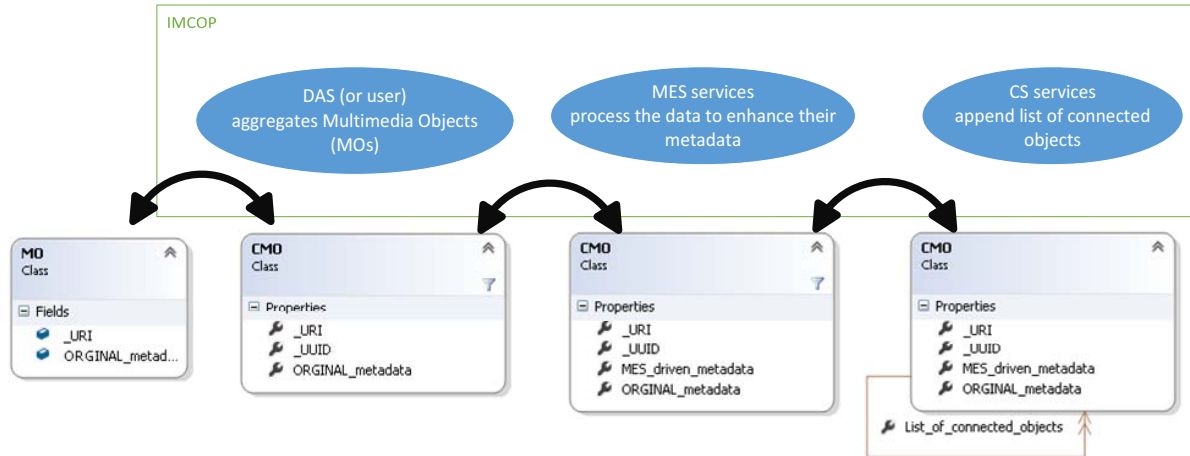 IMCOP
DAS (or user)
aggregates Multimedia Objects
(MOs)
MES services
process the data to enhance their
metadata
CS services
append list of connected
objects
MO
Class
Fields
_URI
ORGINAL_metad...
CMO
Class
Properties
_URI
_UUID
ORGINAL_metadata
CMO
Class
Properties
_URI
_UUID
MES_driven_metadata
ORGINAL_metadata
CMO
Class
Properties
_URI
_UUID
MES_driven_metadata
ORGINAL_metadata
List_of_connected_objects